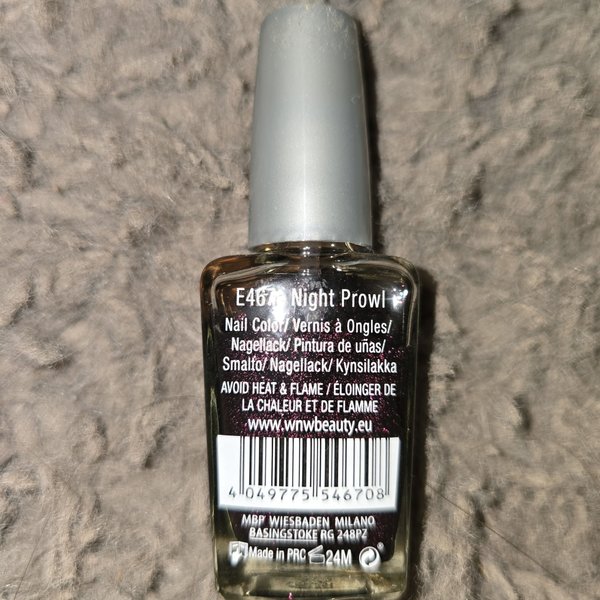 Night Prowl
Nail Color/ Vernis à Ongles/
Nagellack/ Pintura de uñas/
Smalto/ Nagellack/ Kynsilakka
AVOID HEAT & FLAME / ÉLOINGER DE
LA CHALEUR ET DE FLAMME
www.wnwbeauty.eu
4 049775 546708
MBP WIESBADEN MILANO
BASINGSTOKE RG 248PZ
Made in PRC 24M